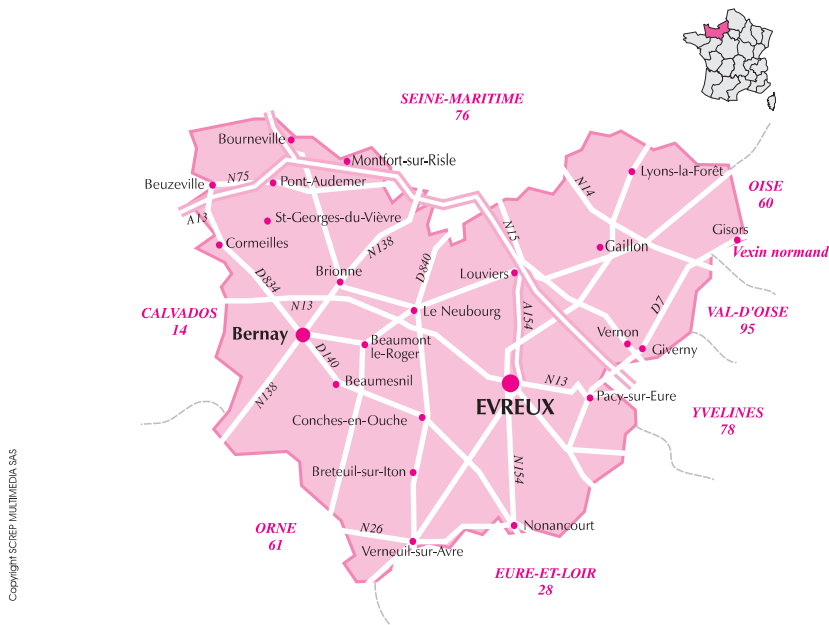 SEINE-MARITIME
76
Bourneville
Montfort-sur-Risle
Lyons-la-Forêt
Beuzeville
N75
Pont-Audemer
N14
OISE
60
A13
St-Georges-du-Vièvre
N15
Gisors
Cormeilles
N138
Gaillon
Vexin normand
D834
Brionne
D840
Louviers
CALVADOS
14
N13
Le Neubourg
A154
D7
VAL-D'OISE
95
Bernay
Beaumont
le-Roger
Vernon
Giverny
D140
Beaumesnil
N13
N138
EVREUX
Pacy-sur-Eure
Conches-en-Ouche
YVELINES
78
Breteuil-sur-Iton
N154
ORNE
61
N26
Nonancourt
Verneuil-sur-Avre
EURE-ET-LOIR
28
Copyright SCREP MULTIMEDIA SAS